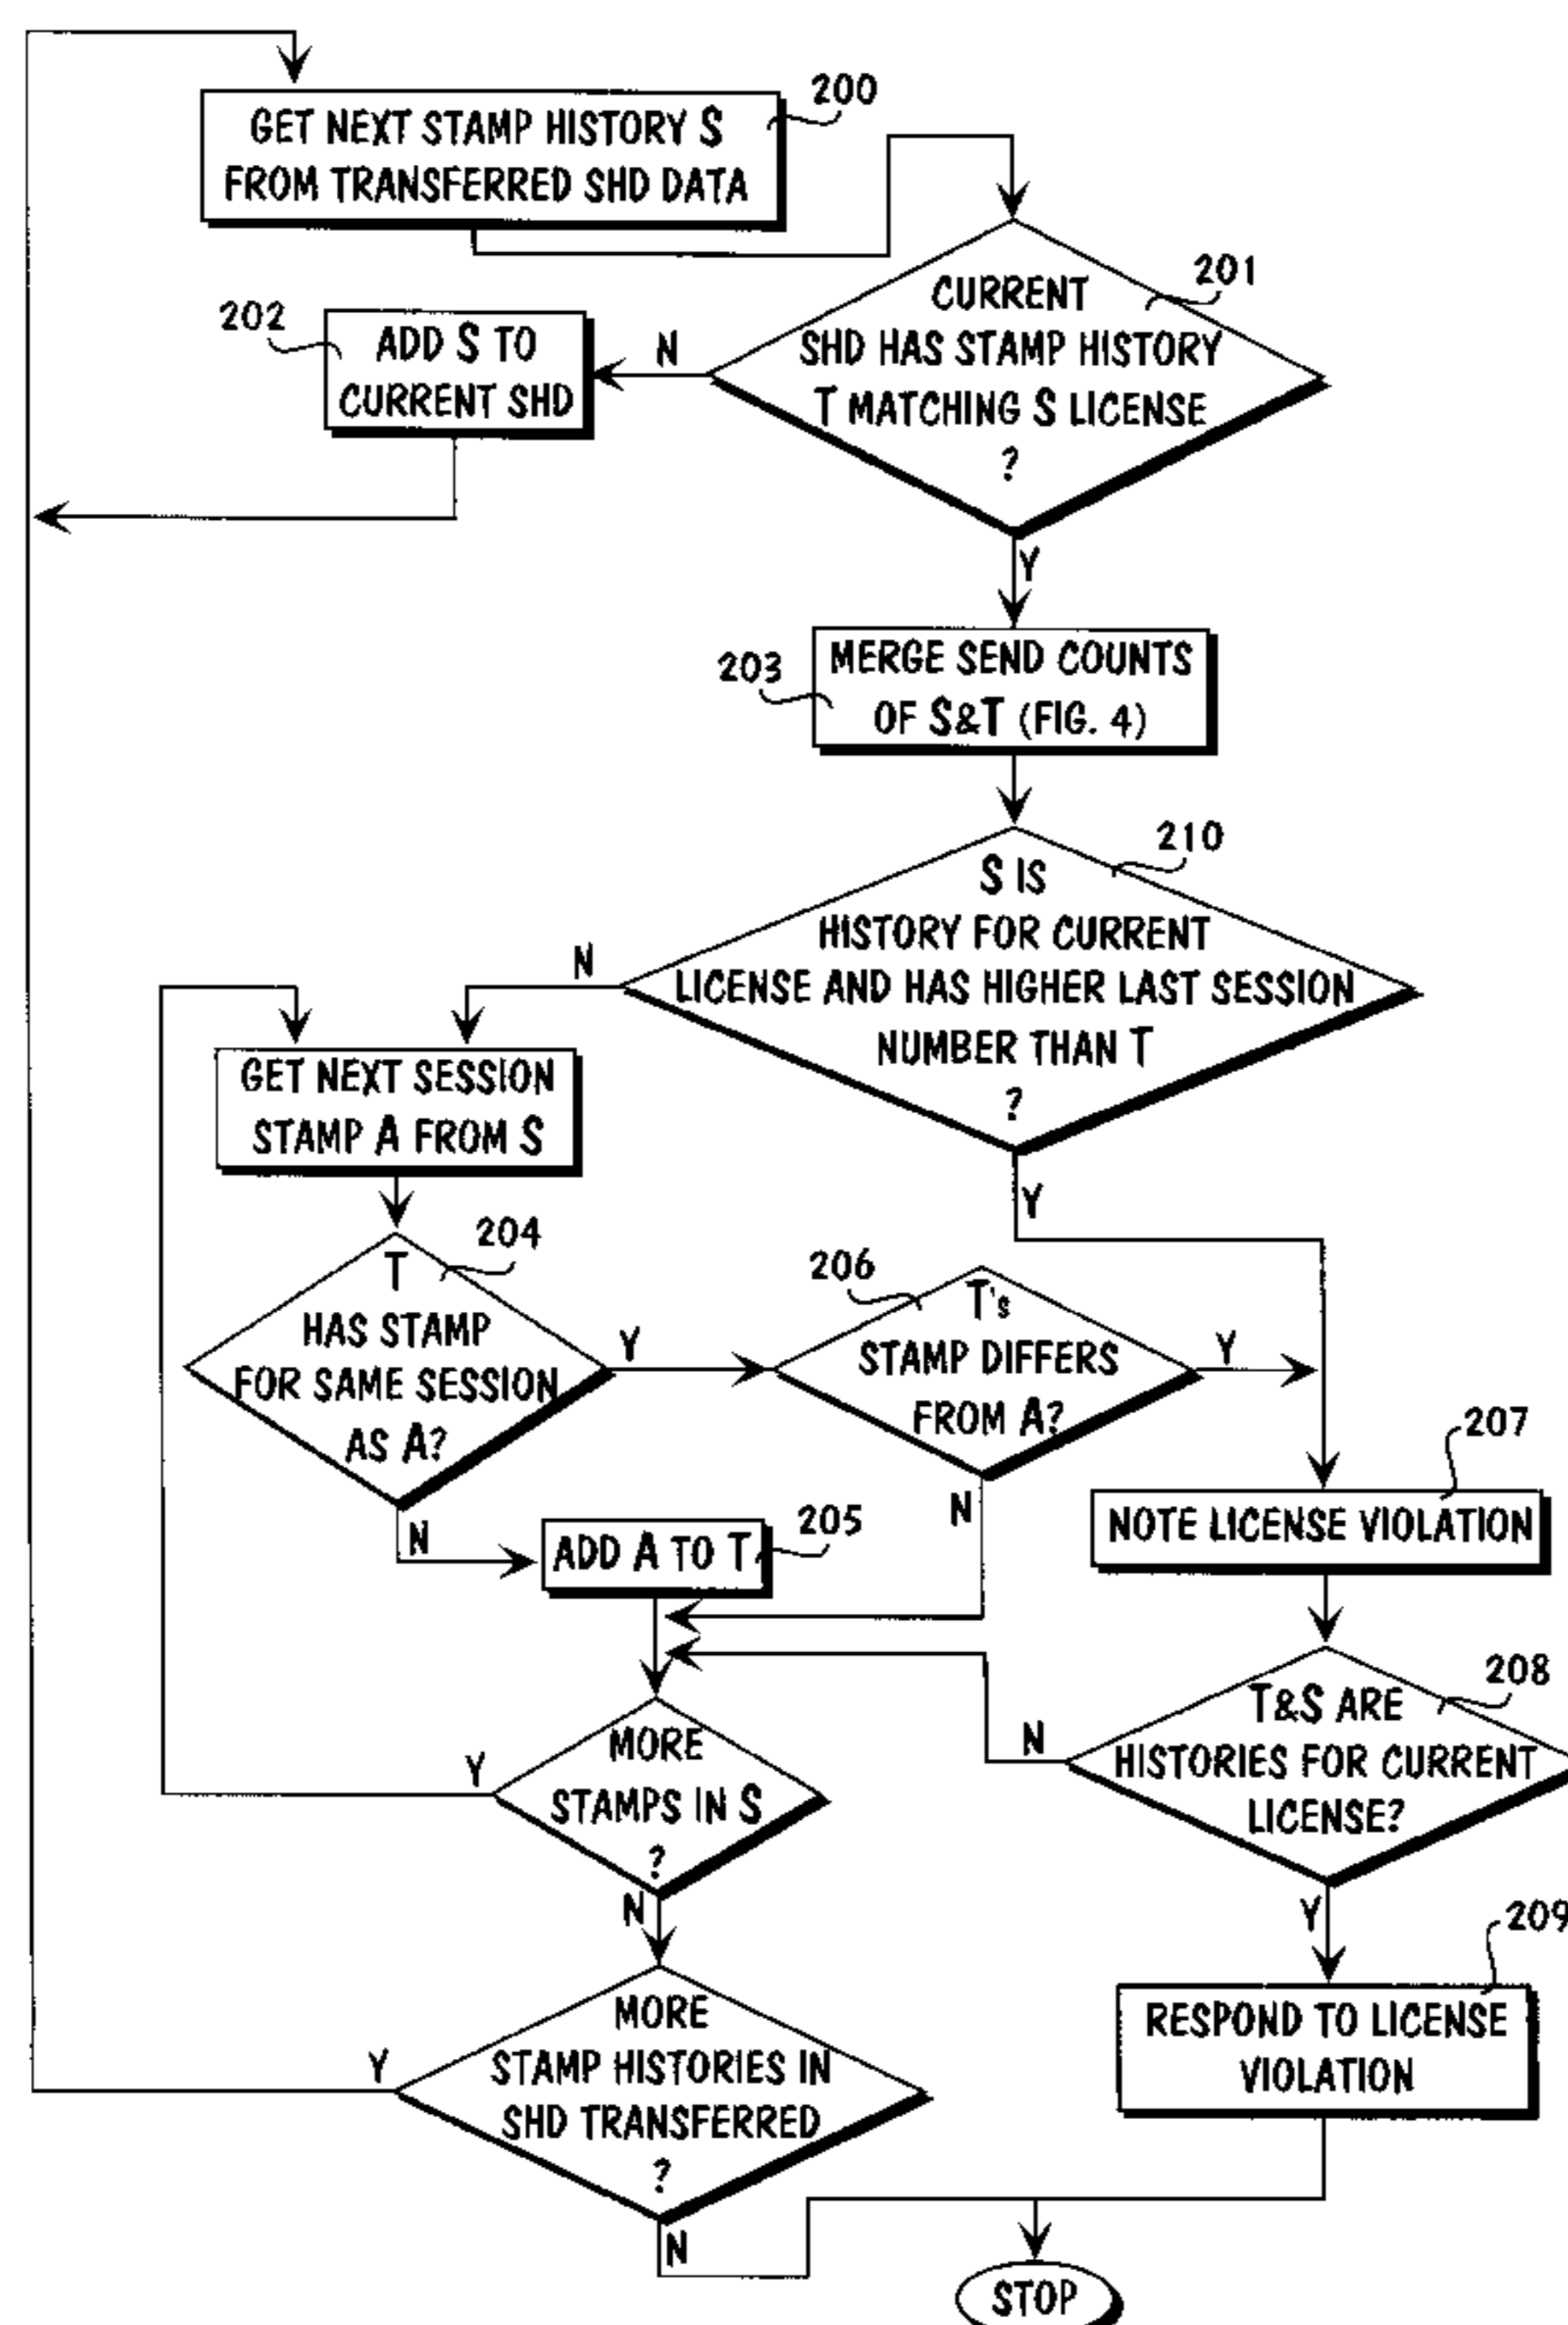 200
GET NEXT STAMP HISTORY S
FROM TRANSFERRED SHD DATA
201
CURRENT
SHD HAS STAMP HISTORY
T MATCHING S LICENSE
?
202
ADD S TO
CURRENT SHD
N
Y
203
MERGE SEND COUNTS
OF S&T (FIG. 4)
210
S IS
HISTORY FOR CURRENT
LICENSE AND HAS HIGHER LAST SESSION
NUMBER THAN T
?
N
Y
GET NEXT SESSION
STAMP A FROM S
204
T
HAS STAMP
FOR SAME SESSION
AS A?
Y
N
206
T's
STAMP DIFFERS
FROM A?
Y
N
205
ADD A TO T
207
NOTE LICENSE VIOLATION
208
T&S ARE
HISTORIES FOR CURRENT
LICENSE?
N
Y
MORE
STAMPS IN S
?
Y
N
209
RESPOND TO LICENSE
VIOLATION
MORE
STAMP HISTORIES IN
SHD TRANSFERRED
?
Y
N
STOP